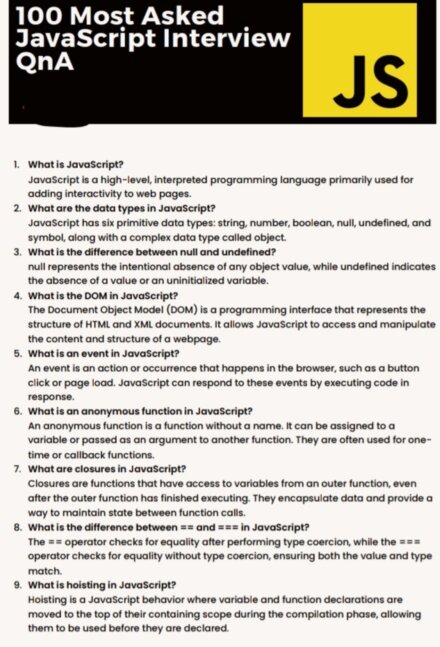 100 Most Asked
JavaScript Interview
QnA
JS
1. What is JavaScript?
JavaScript is a high-level, interpreted programming language primarily used for
adding interactivity to web pages.
2. What are the data types in JavaScript?
JavaScript has six primitive data types: string, number, boolean, null, undefined, and
symbol, along with a complex data type called object.
3. What is the difference between null and undefined?
null represents the intentional absence of any object value, while undefined indicates
the absence of a value or an uninitialized variable.
4. What is the DOM in JavaScript?
The Document Object Model (DOM) is a programming interface that represents the
structure of HTML and XML documents. It allows JavaScript to access and manipulate
the content and structure of a webpage.
5. What is an event in JavaScript?
An event is an action or occurrence that happens in the browser, such as a button
click or page load. JavaScript can respond to these events by executing code in
response.
6. What is an anonymous function in JavaScript?
An anonymous function is a function without a name. It can be assigned to a
variable or passed as an argument to another function. They are often used for one-
time or callback functions.
7. What are closures in JavaScript?
Closures are functions that have access to variables from an outer function, even
after the outer function has finished executing. They encapsulate data and provide a
way to maintain state between function calls.
8. What is the difference between == and === in JavaScript?
The == operator checks for equality after performing type coercion, while the ===
operator checks for equality without type coercion, ensuring both the value and type
match.
9. What is hoisting in JavaScript?
Hoisting is a JavaScript behavior where variable and function declarations are
moved to the top of their containing scope during the compilation phase, allowing
them to be used before they are declared.